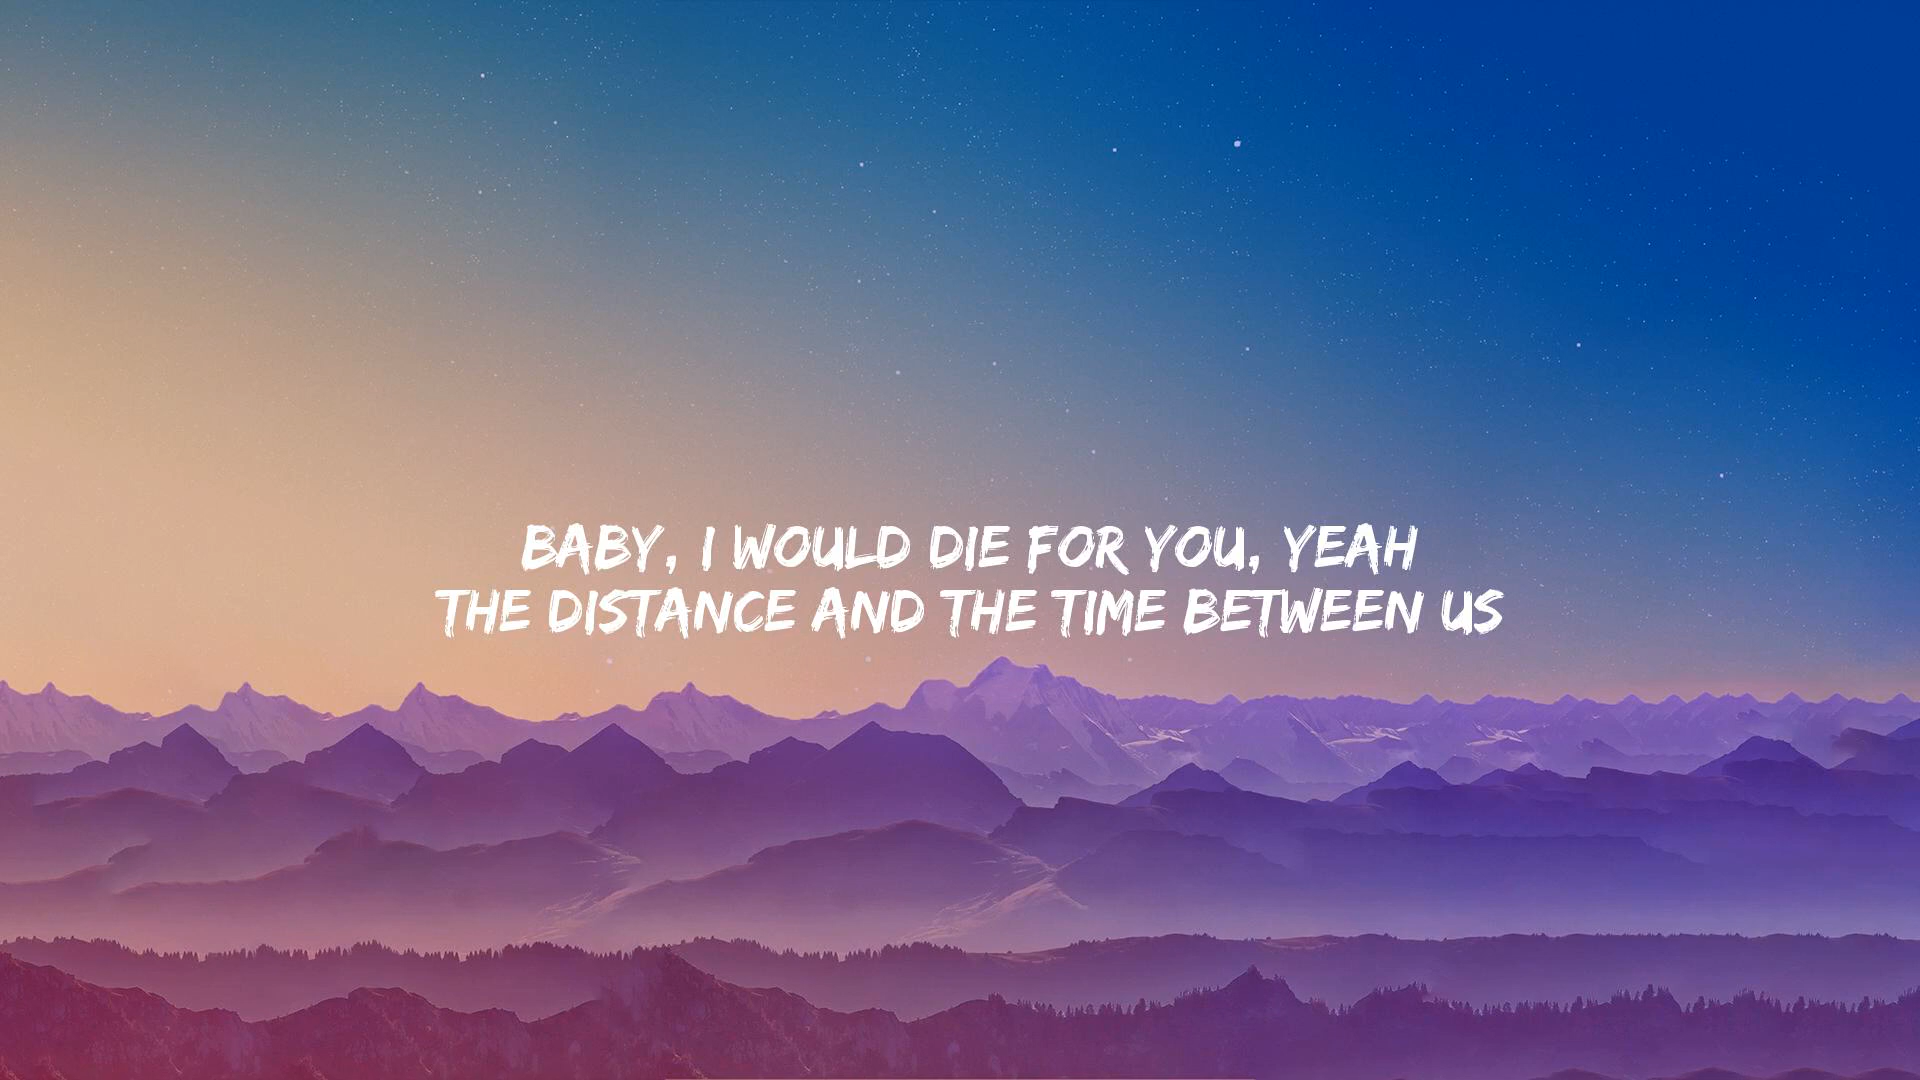 BABY, I WOULD DIE FOR YOU, YEAH
THE DISTANCE AND THE TIME BETWEEN US